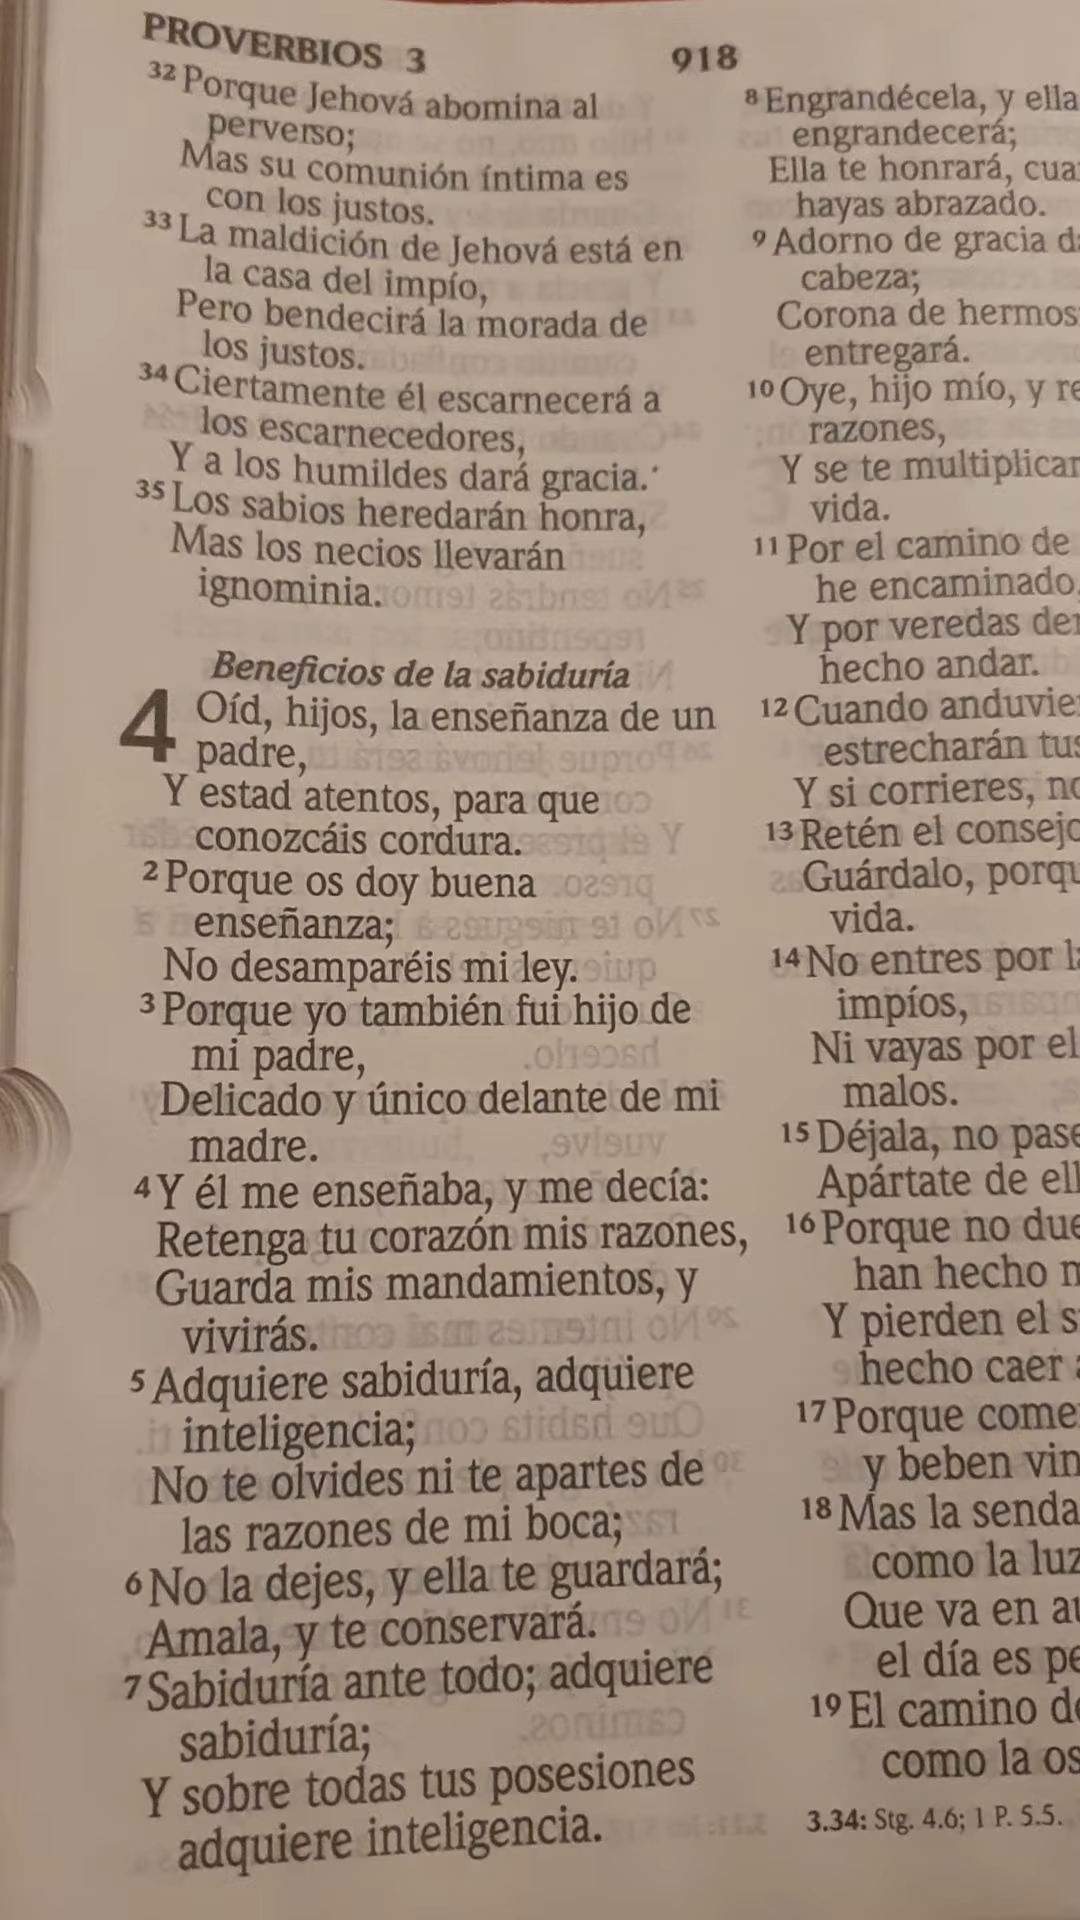 PROVERBIOS 3
918
32 Porque Jehová abomina al
perverso;
Mas su comunión íntima es
con los justos.
33 La maldición de Jehová está en
la casa del impío,
Pero bendecirá la morada de
los justos.
34 Ciertamente él escarnecerá a
los escarnecedores,
Y a los humildes dará gracia.*
35 Los sabios heredarán honra,
Mas los necios llevarán
ignominia.
Beneficios de la sabiduría
4 Oíd, hijos, la enseñanza de un
padre,
Y estad atentos, para que
conozcáis cordura.
2 Porque os doy buena
enseñanza;
No desamparéis mi ley.
3 Porque yo también fui hijo de
mi padre,
Delicado y único delante de mi
madre.
4 Y él me enseñaba, y me decía:
Retenga tu corazón mis razones,
Guarda mis mandamientos, y
vivirás.
5 Adquiere sabiduría, adquiere
inteligencia;
No te olvides ni te apartes de
las razones de mi boca;
6 No la dejes, y ella te guardará;
Amala, y te conservará.
7 Sabiduría ante todo; adquiere
sabiduría;
Y sobre todas tus posesiones
adquiere inteligencia.
8 Engrandécela, y ella
engrandecerá;
Ella te honrará,
hayas abrazado.
9 Adorno de gracia
cabeza;
Corona de
entregará.
10 Oye, hijo mío, y
razones,
Y se te
vida.
11 Por el camino de
he encaminado,
Y por veredas
hecho andar.
12 Cuando
estrecharán
Y si corrieres,
13 Retén el
Guárdalo,
vida.
14 No entres por
impíos,
Ni vayas por el
malos.
15 Déjala, no
Apártate de
16 Porque no
han hecho
Y pierden el
hecho caer
17 Porque
y beben
18 Mas la senda
como la
Que va en
el día es
19 El camino
como la
3.34: Stg. 4.6; 1 P. 5.5.